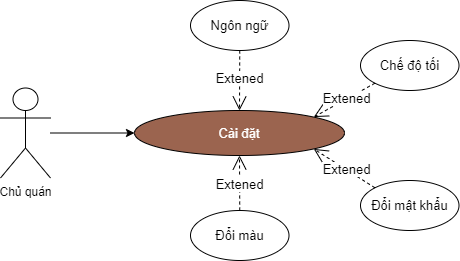 Ngôn ngữ
Chế độ tối
Extened
Extened
Cài đặt
Chủ quán
Extened
Extened
Đổi mật khẩu
Đổi màu